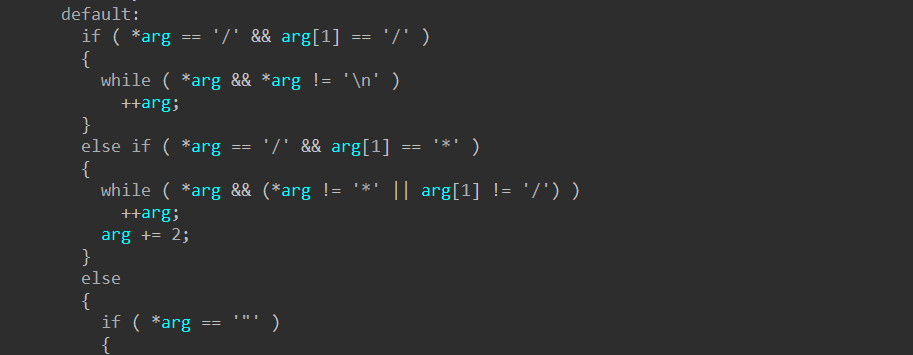 default:
if ( *arg == '/' && arg[1] == '/' )
{
while ( *arg && *arg != '\n' )
++arg;
}
else if ( *arg == '/' && arg[1] == '*' )
{
while ( *arg && (*arg != '*' || arg[1] != '/') )
++arg;
arg += 2;
}
else
{
if ( *arg == '"' )
{